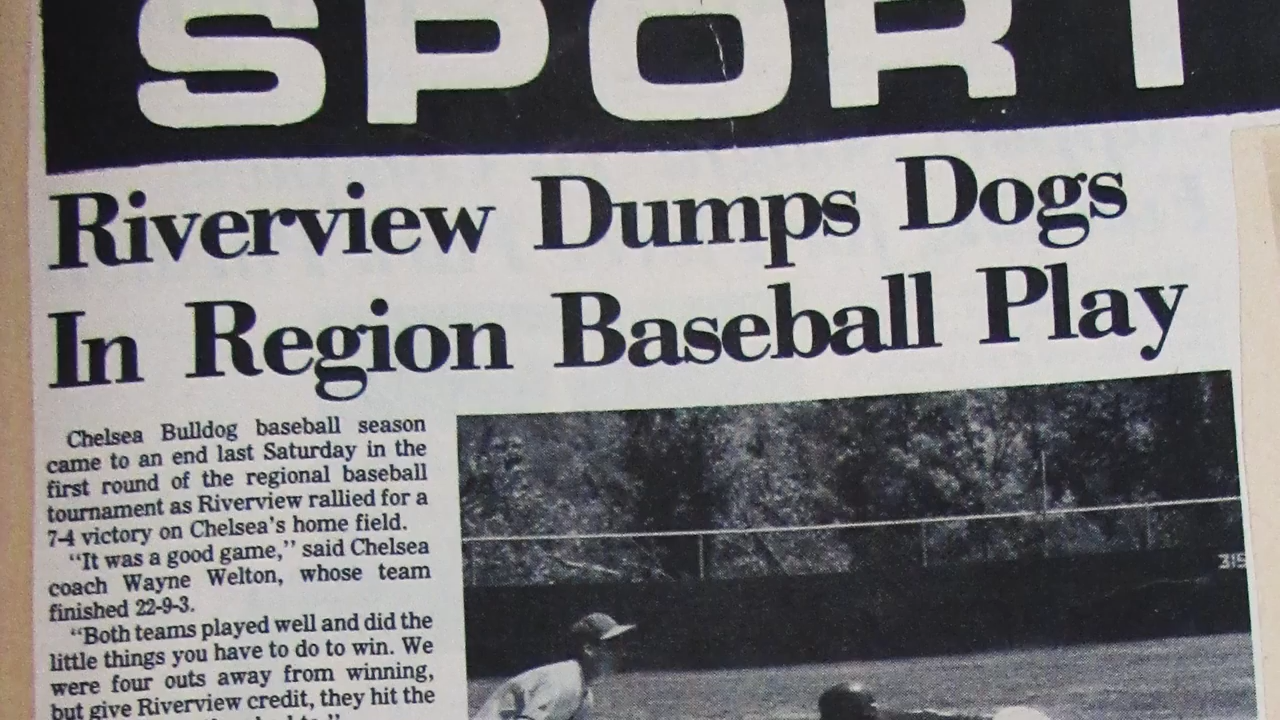 SPORT
Riverview Dumps Dogs
In Region Baseball Play
Chelsea Bulldog baseball season
came to an end last Saturday in the
first round of the regional baseball
tournament as Riverview rallied for a
7-4 victory on Chelsea's home field.
"It was a good game," said Chelsea
coach Wayne Welton, whose team
finished 22-9-3.
"Both teams played well and did the
little things you have to do to win. We
were four outs away from winning,
but give Riverview credit, they hit the
315